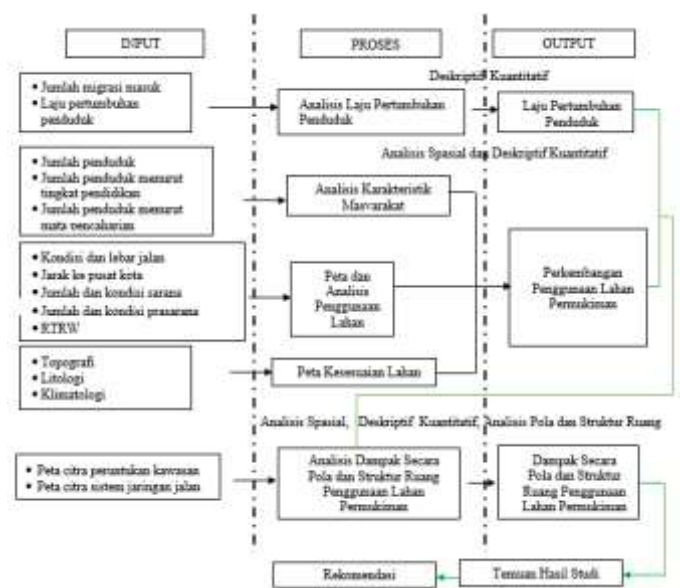 INPUT
PROSES
OUTPUT
Deskriptif Kuantitatif
• Jumlah migrasi masuk
• Laju pertumbukan
penduduk
Analisis Laju Pertumbukan
Penduduk
Laju Pertumbukan
Penduduk
Analisis Spasial dan Deskriptif Kuantitatif
• Jumlah penduduk
• Jumlah penduduk menurut
tingkat pendidikan
• Jumlah penduduk menurut
mata pencaharian
Analisis Karakteristik
Masyarakat
• Kondisi dan lebar jalan
• Jarak ke pusat kota
• Jumlah dan kondisi sarana
• Jumlah dan kondisi prasarana
• RTRW
Peta dan
Analisis
Penggunaan
Lahan
Perkembangan
Penggunaan Lahan
Permukiman
• Topografi
• Litologi
• Klimatologi
Peta Kesesuaian Lahan
Analisis Spasial, Deskriptif Kuantitatif, Analisis Pola dan Struktur Ruang
• Peta citra peruntukan kawasan
• Peta citra sistem jaringan jalan
Analisis Dampak Secara
Pola dan Struktur Ruang
Penggunaan Lahan
Permukiman
Dampak Secara
Pola dan Struktur
Ruang Penggunaan
Lahan Permukiman
Rekomendasi
Temuan Hasil Studi